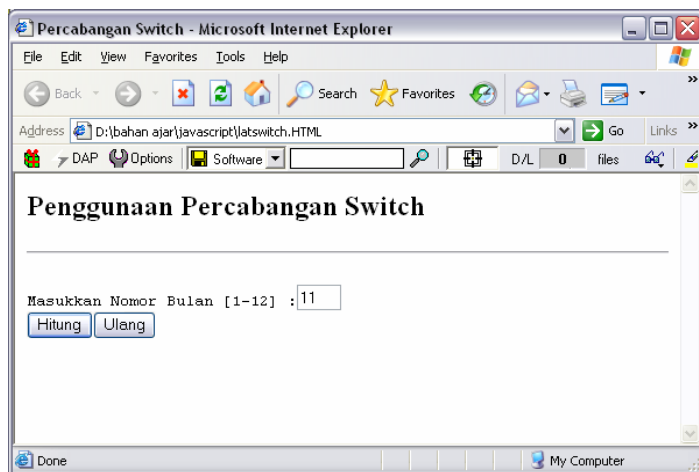 Percabangan Switch - Microsoft Internet Explorer
File Edit View Favorites Tools Help
Back Search Favorites »
Address D:\bahan ajar\javascript\latswitch.HTML Go Links »
DAP Options Software D/L 0 files
Penggunaan Percabangan Switch
Masukkan Nomor Bulan [1-12] :11
Hitung Ulang
Done My Computer